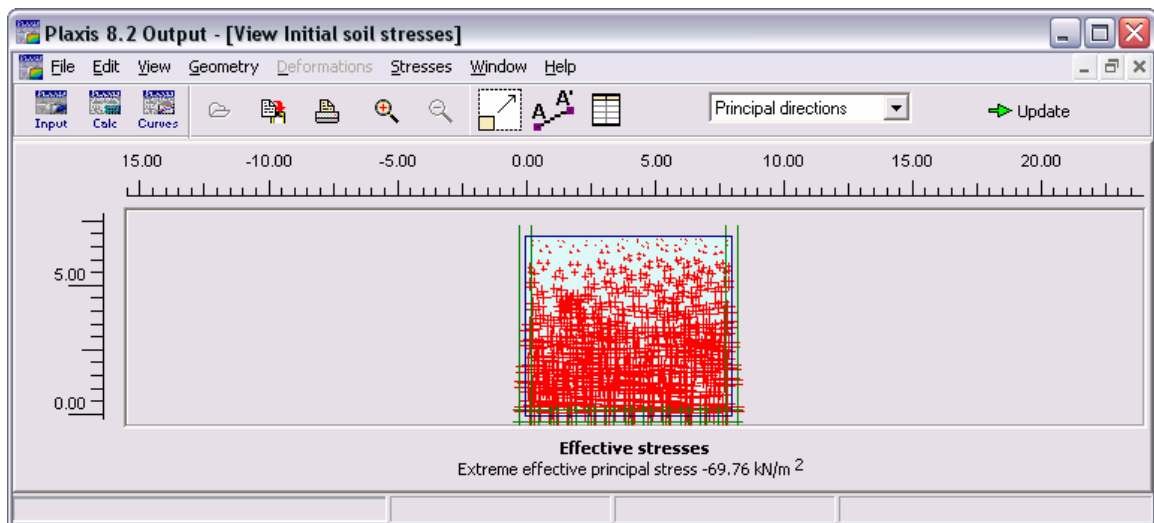 Plaxis 8.2 Output - [View Initial soil stresses]
File Edit View Geometry Deformations Stresses Window Help
Input Calc Curves A A' Principal directions Update
15.00 -10.00 -5.00 0.00 5.00 10.00 15.00 20.00
5.00
0.00
Effective stresses
Extreme effective principal stress -69.76 kN/m 2